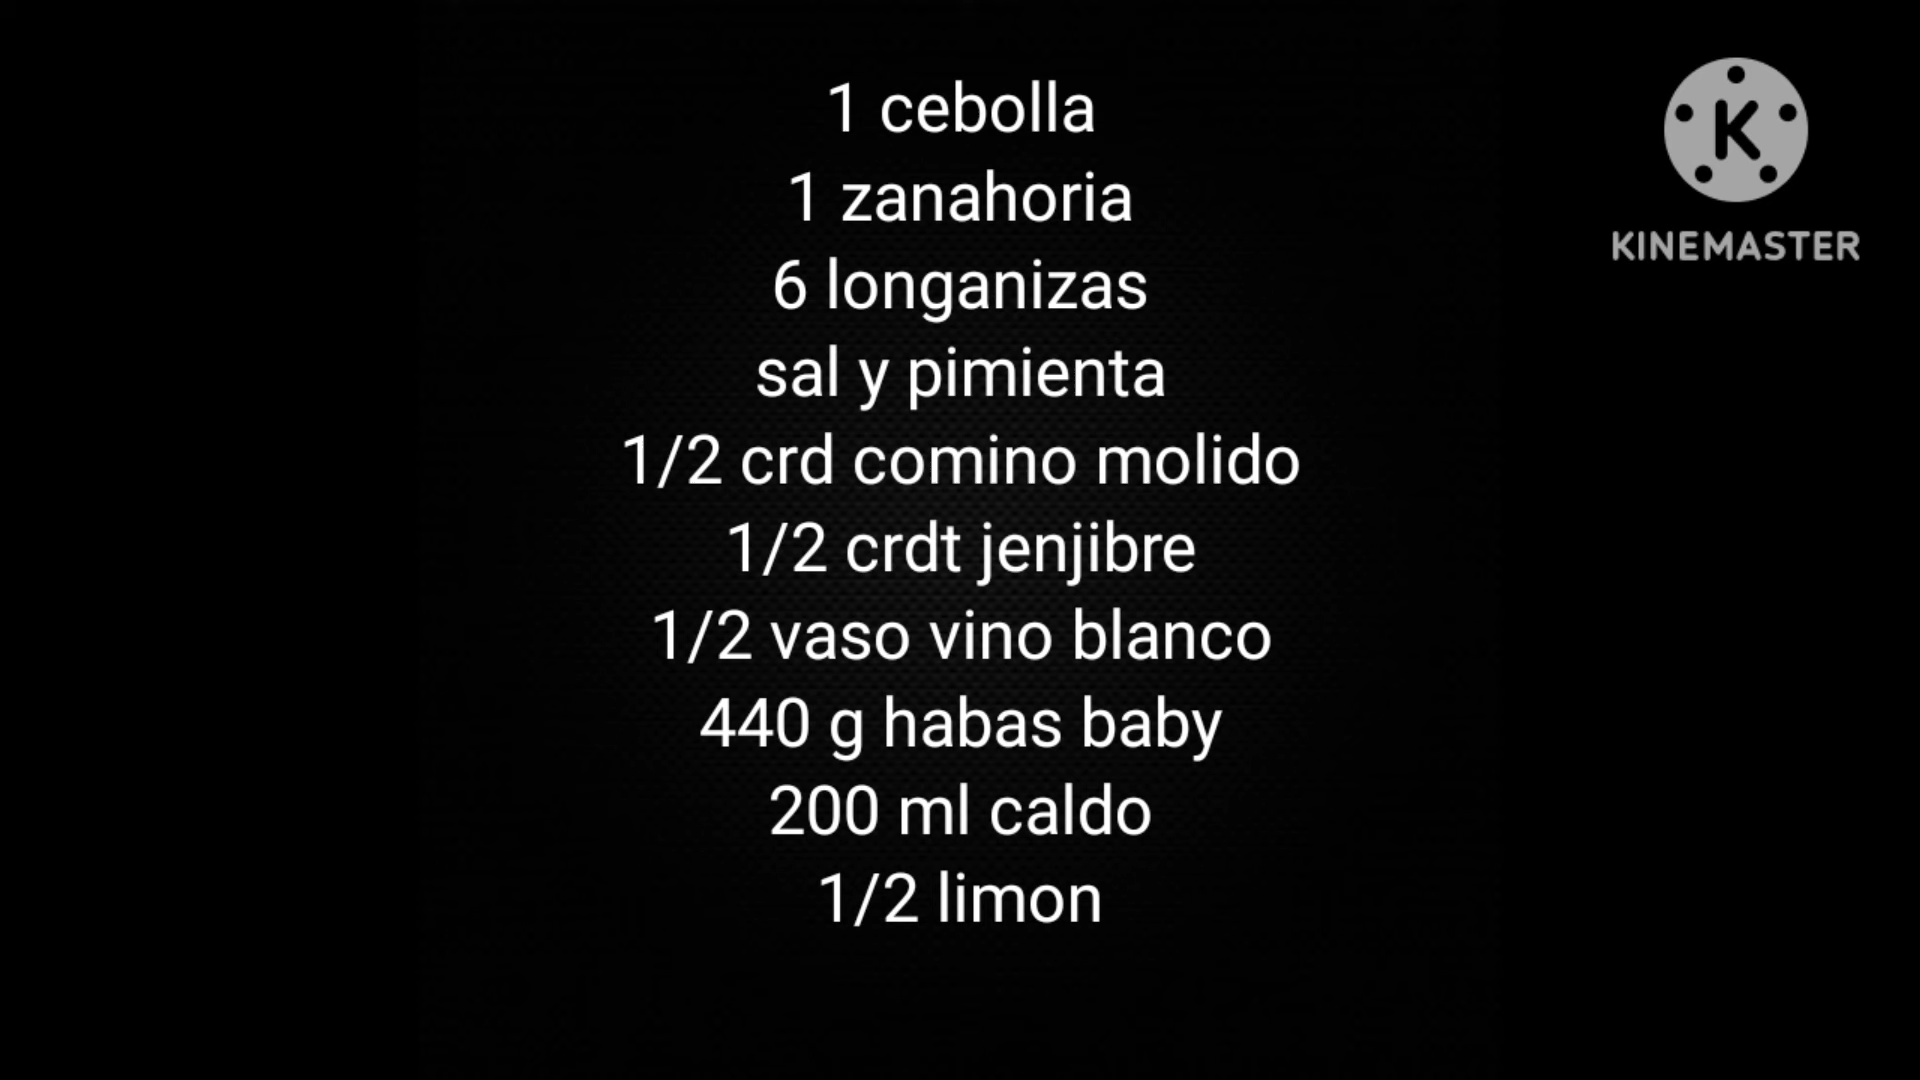 1 cebolla
1 zanahoria
6 longanizas
sal y pimienta
1/2 crd comino molido
1/2 crdt jenjibre
1/2 vaso vino blanco
440 g habas baby
200 ml caldo
1/2 limon
K
KINEMASTER